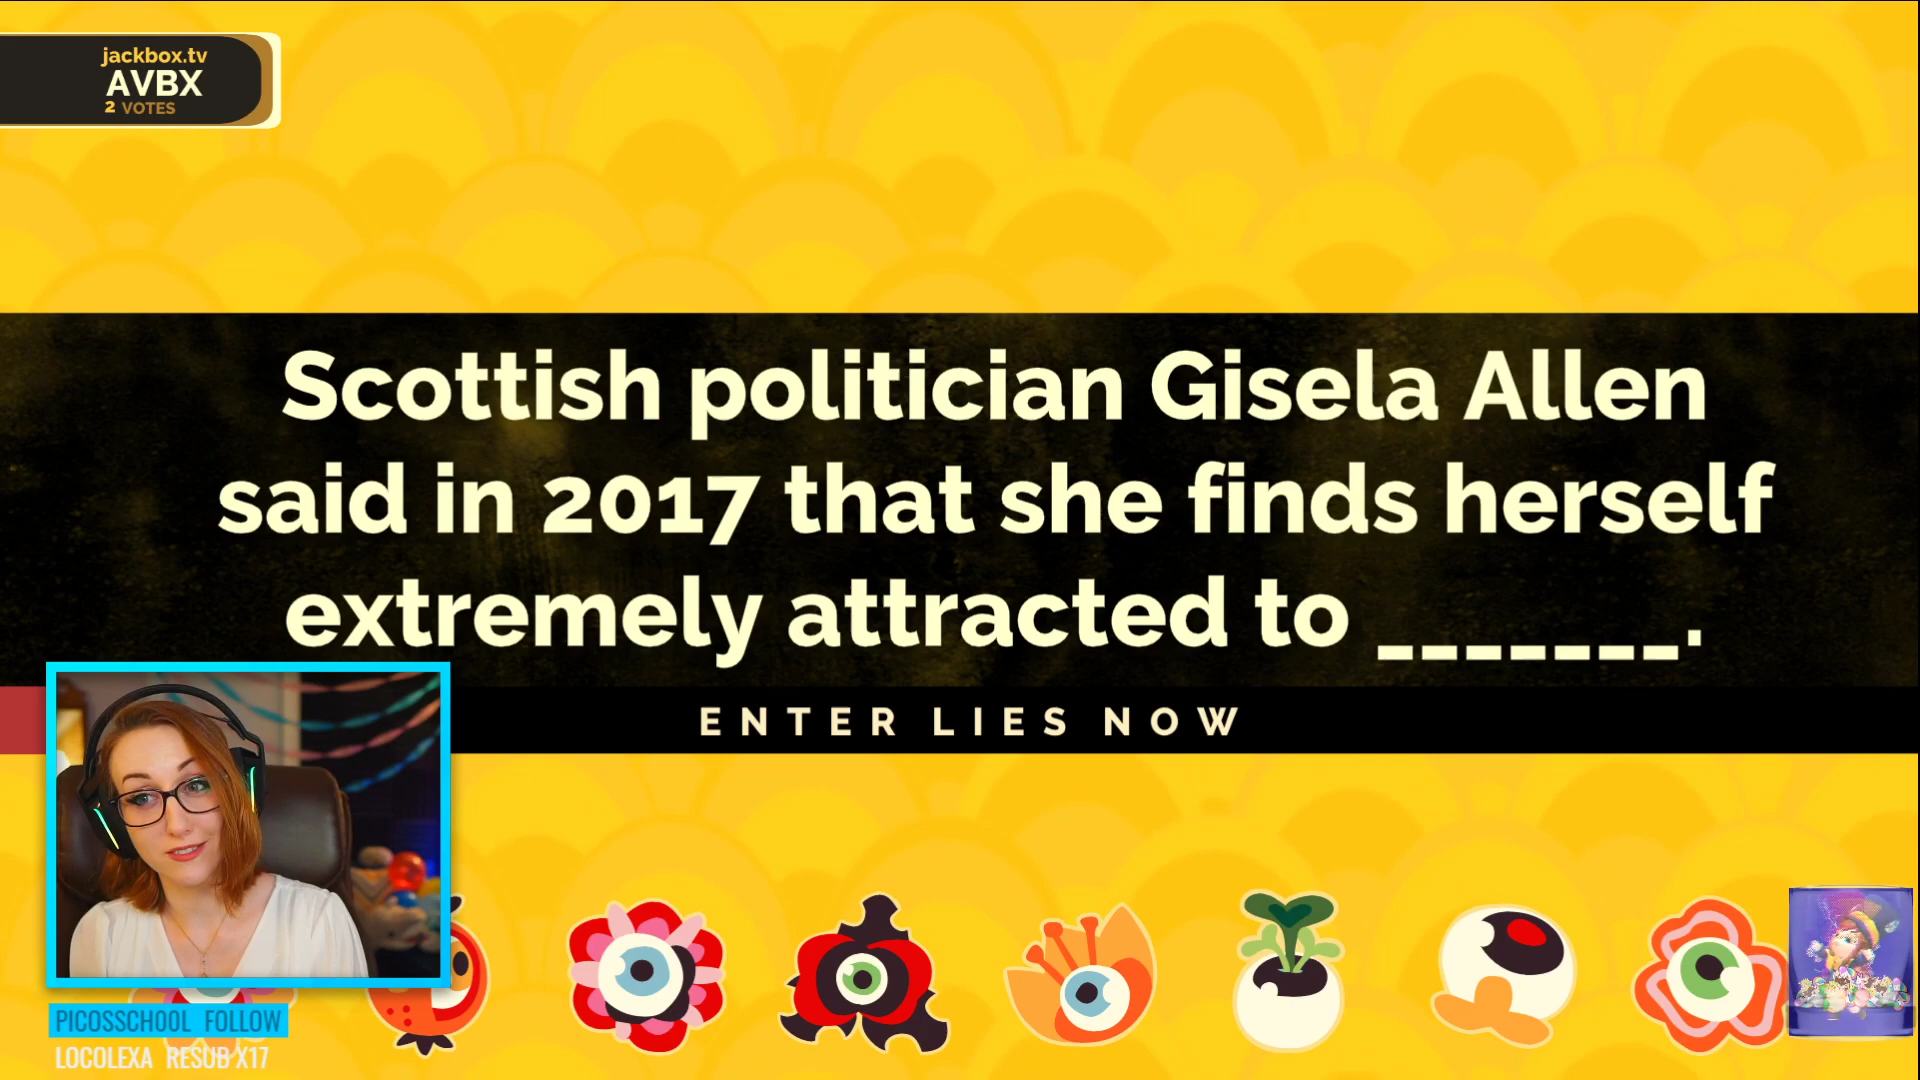 jackbox.tv
AVBX
2 VOTES
Scottish politician Gisela Allen
said in 2017 that she finds herself
extremely attracted to _______.
ENTER LIES NOW
PICOSSCHOOL FOLLOW
LOCOLEXA RESUB X17